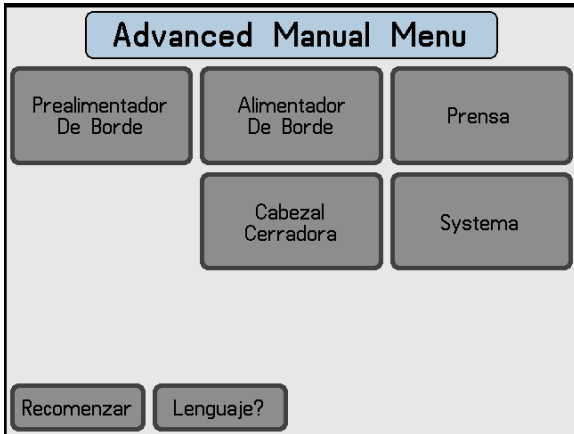 Advanced Manual Menu
Prealimentador
De Borde
Alimentador
De Borde
Prensa
Cabezal
Cerradora
Systema
Recomenzar
Lenguaje?